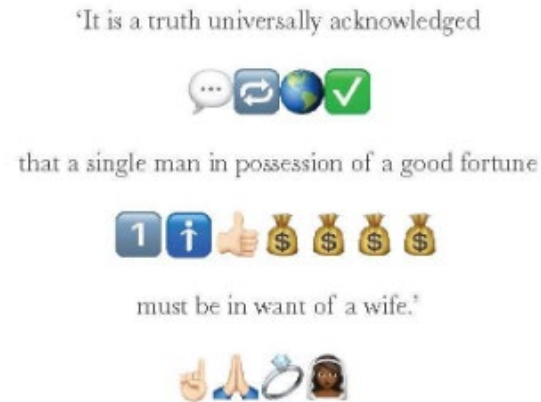 ‘It is a truth universally acknowledged
💬🔁🌎✅
that a single man in possession of a good fortune
1️⃣🚹👍🏻💰💰💰💰
must be in want of a wife.’
☝🏻🙏🏻💍👰🏾